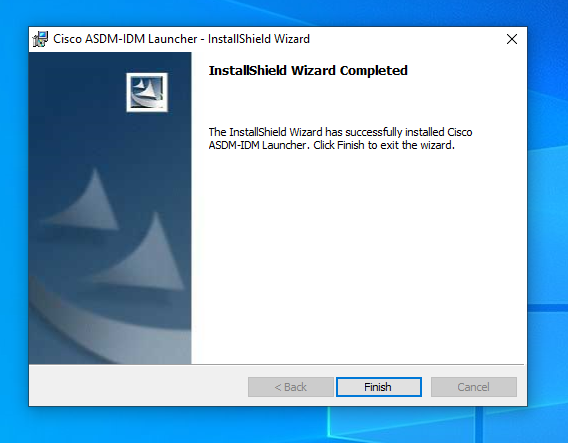 Cisco ASDM-IDM Launcher - InstallShield Wizard
InstallShield Wizard Completed
The InstallShield Wizard has successfully installed Cisco
ASDM-IDM Launcher. Click Finish to exit the wizard.
< Back
Finish
Cancel